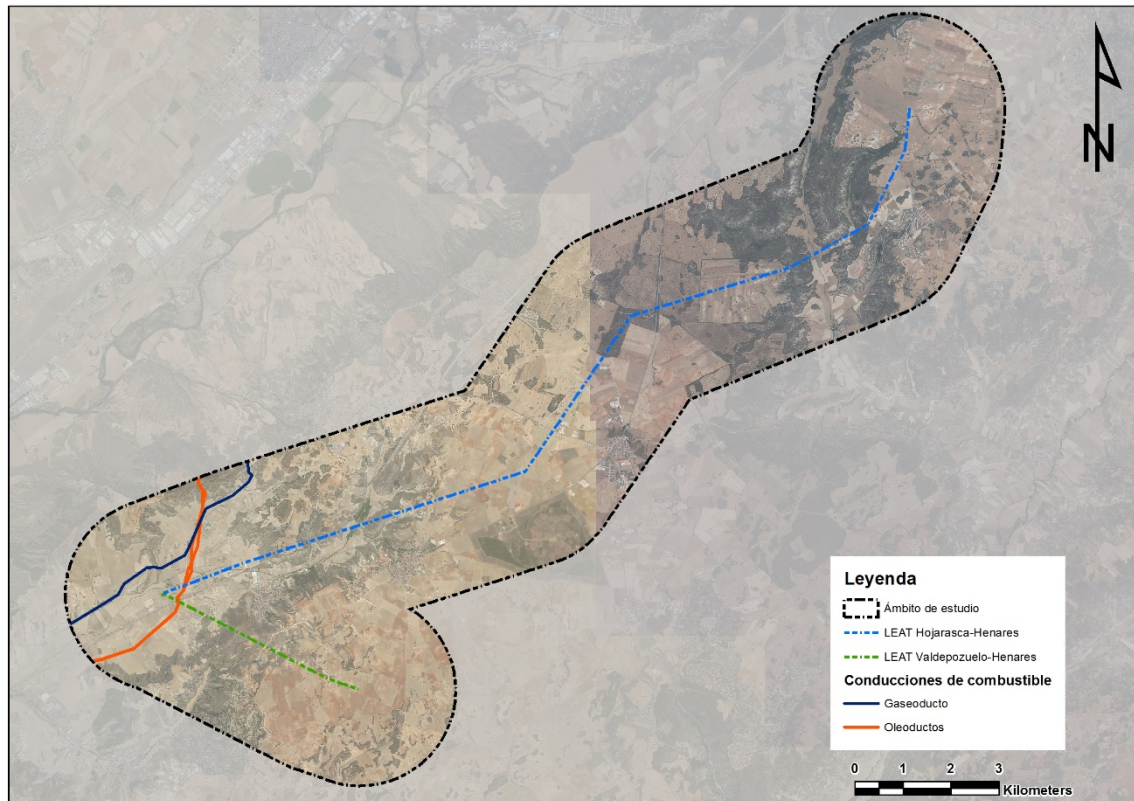 N
Leyenda
Ámbito de estudio
LEAT Hojarasca-Henares
LEAT Valdepozuelo-Henares
Conducciones de combustible
Gaseoducto
Oleoductos
0 1 2 3
Kilometers